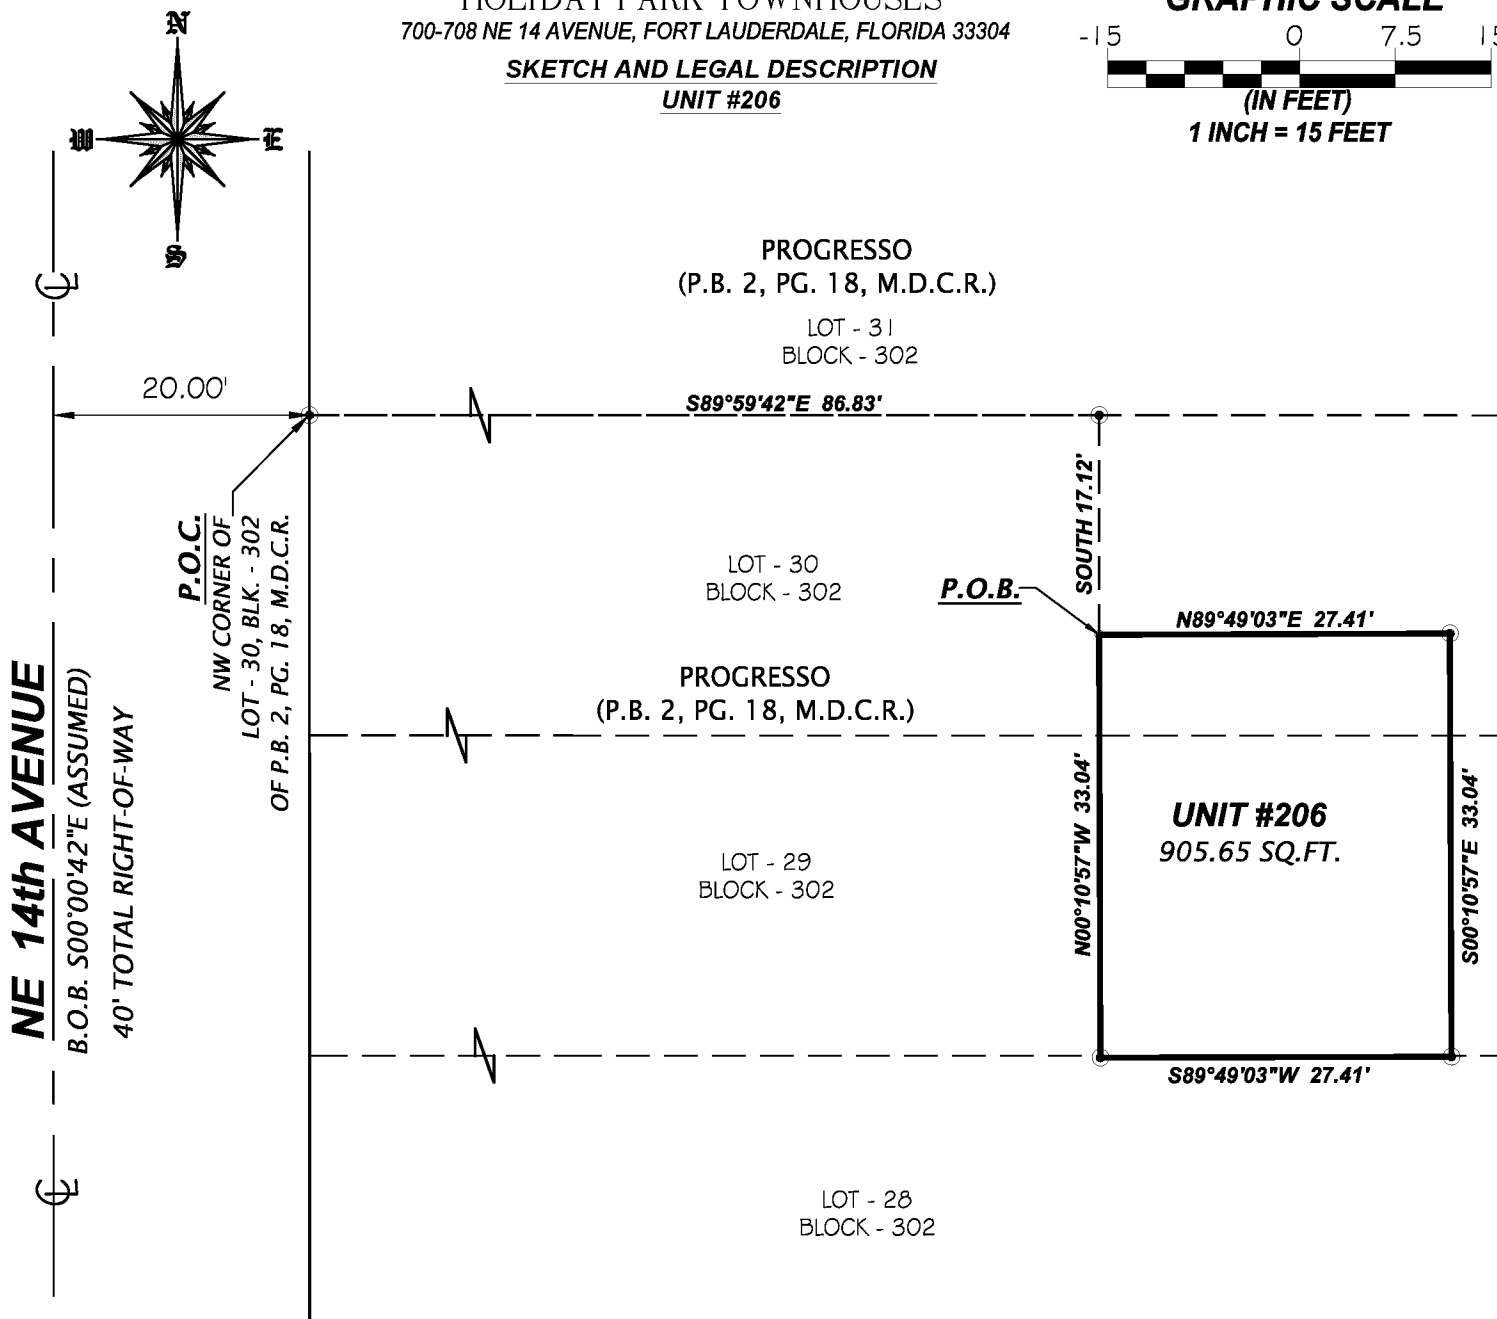 HOLIDAY PARK TOWNHOUSES
700-708 NE 14 AVENUE, FORT LAUDERDALE, FLORIDA 33304
SKETCH AND LEGAL DESCRIPTION
UNIT #206
GRAPHIC SCALE
-15 0 7.5 15
(IN FEET)
1 INCH = 15 FEET
N
W
E
S
PROGRESSO
(P.B. 2, PG. 18, M.D.C.R.)
LOT - 31
BLOCK - 302
20.00'
S89°59'42"E 86.83'
P.O.C.
NW CORNER OF
LOT - 30, BLK. - 302
OF P.B. 2, PG. 18, M.D.C.R.
SOUTH 17.12'
LOT - 30
BLOCK - 302
P.O.B.
N89°49'03"E 27.41'
PROGRESSO
(P.B. 2, PG. 18, M.D.C.R.)
NE 14th AVENUE
B.O.B. S00°00'42"E (ASSUMED)
40' TOTAL RIGHT-OF-WAY
N00°10'57"W 33.04'
UNIT #206
905.65 SQ.FT.
S00°10'57"E 33.04'
LOT - 29
BLOCK - 302
S89°49'03"W 27.41'
LOT - 28
BLOCK - 302